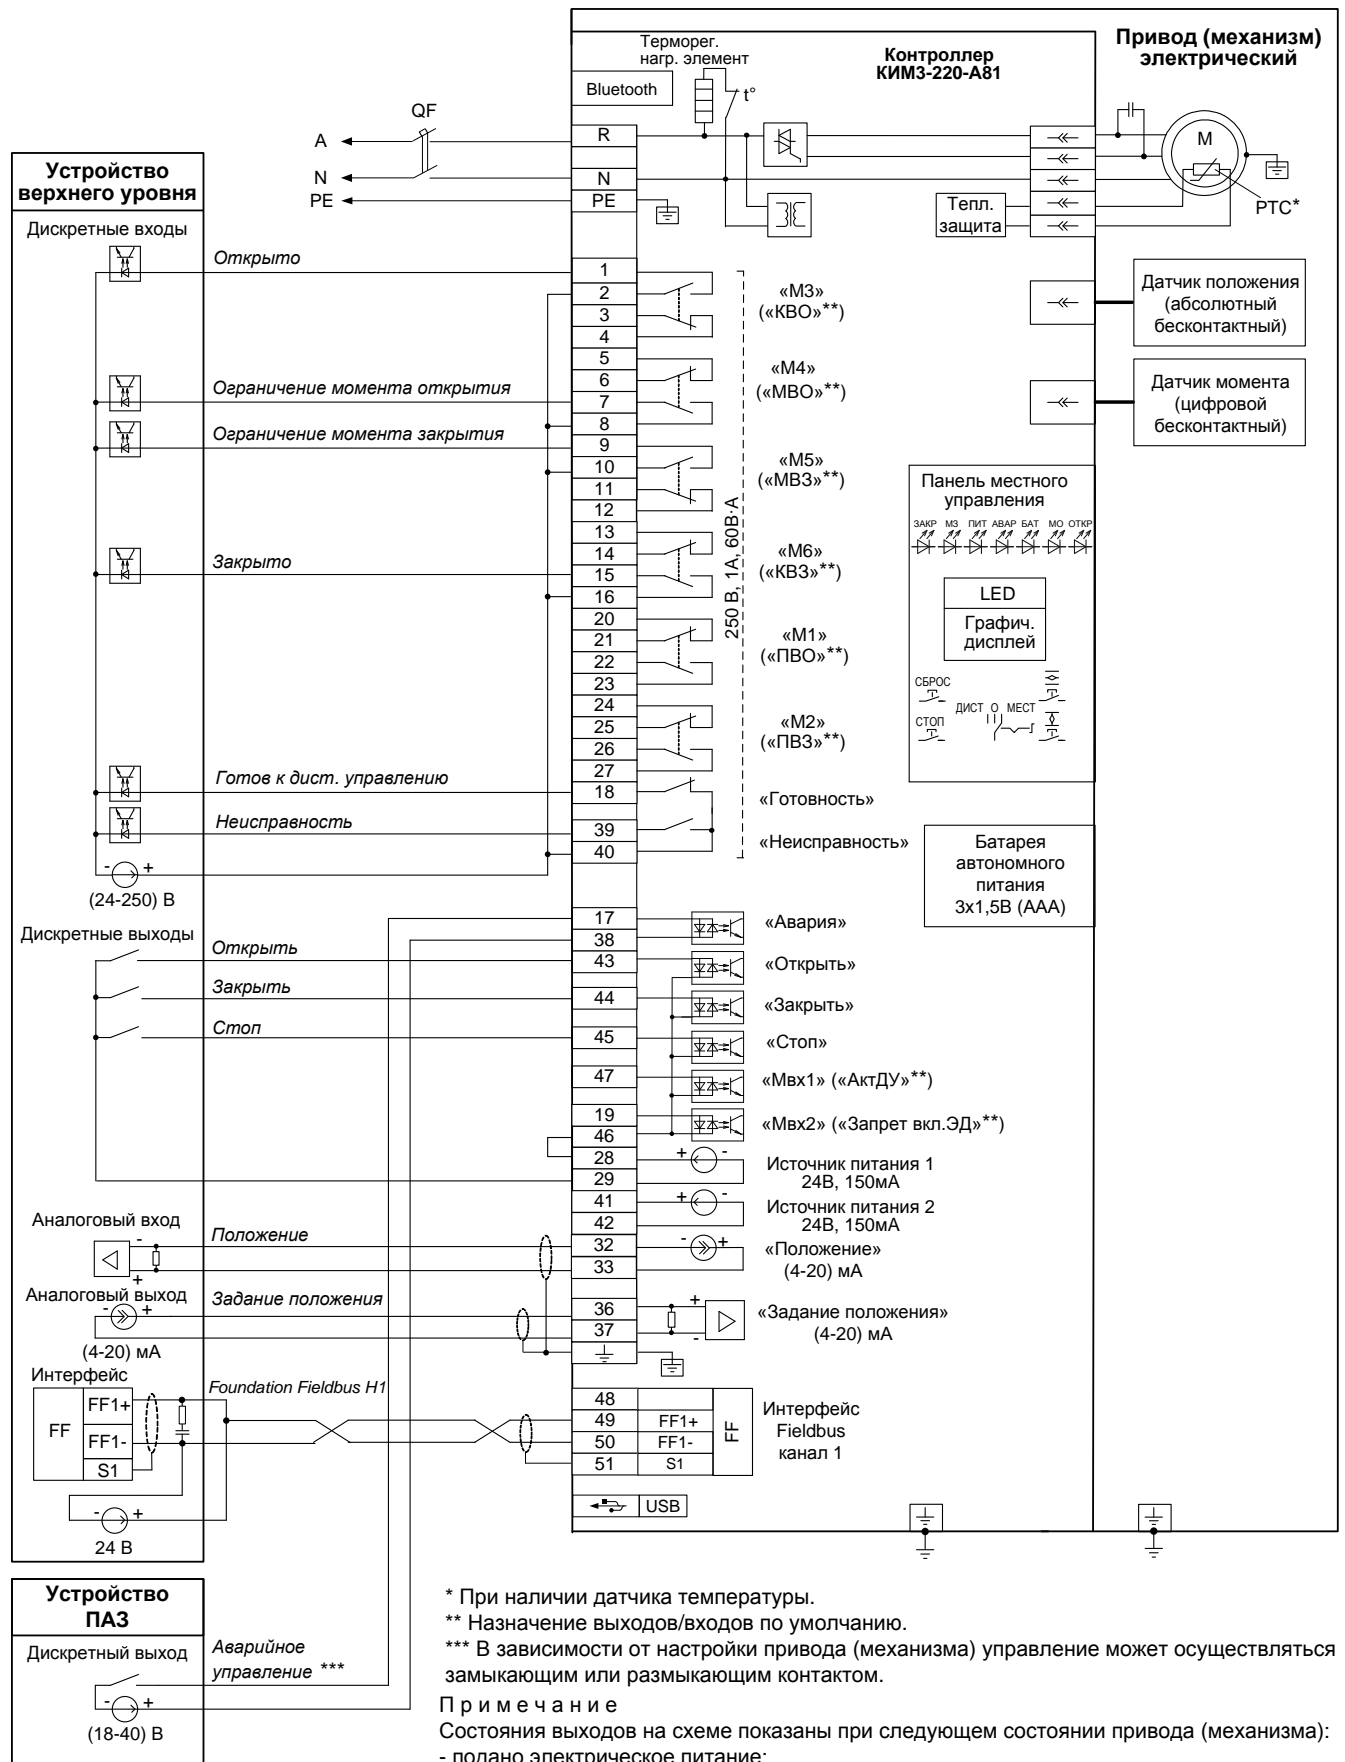 Терморег.
нагр. элемент
Контроллер
КИМ3-220-А81
Привод (механизм)
электрический
Bluetooth
t°
QF
A
R
N
N
PE
PE
M
PTC*
Тепл.
защита
Устройство
верхнего уровня
Дискретные входы
Открыто
Ограничение момента открытия
Ограничение момента закрытия
Закрыто
Готов к дист. управлению
Неисправность
- +
(24-250) В
1
2
3
4
5
6
7
8
9
10
11
12
13
14
15
16
20
21
22
23
24
25
26
27
18
39
40
«М3»
(«КВО»**)
«М4»
(«МВО»**)
«М5»
(«МВЗ»**)
«М6»
(«КВЗ»**)
«М1»
(«ПВО»**)
«М2»
(«ПВЗ»**)
«Готовность»
«Неисправность»
250 В, 1А, 60В·А
Датчик положения
(абсолютный
бесконтактный)
Датчик момента
(цифровой
бесконтактный)
Панель местного
управления
ЗАКР МЗ ПИТ АВАР БАТ МО ОТКР
LED
Графич.
дисплей
СБРОС
СТОП
ДИСТ О МЕСТ
Батарея
автономного
питания
3х1,5В (ААА)
Дискретные выходы
Открыть
Закрыть
Стоп
17
38
43
44
45
47
19
46
28
29
41
42
32
33
36
37
«Авария»
«Открыть»
«Закрыть»
«Стоп»
«Мвх1» («АктДУ»**)
«Мвх2» («Запрет вкл.ЭД»**)
+ -
Источник питания 1
24В, 150мА
+ -
Источник питания 2
24В, 150мА
- +
«Положение»
(4-20) мА
+
-
«Задание положения»
(4-20) мА
Аналоговый вход
-
+
Положение
Аналоговый выход
- +
(4-20) мА
Задание положения
Интерфейс
FF
FF1+
FF1-
S1
Foundation Fieldbus H1
- +
24 В
48
49 FF1+
50 FF1-
51 S1
FF
Интерфейс
Fieldbus
канал 1
USB
Устройство
ПАЗ
Дискретный выход
- +
(18-40) В
Аварийное
управление ***
* При наличии датчика температуры.
** Назначение выходов/входов по умолчанию.
*** В зависимости от настройки привода (механизма) управление может осуществляться
замыкающим или размыкающим контактом.
П р и м е ч а н и е
Состояния выходов на схеме показаны при следующем состоянии привода (механизма):
- подано электрическое питание;